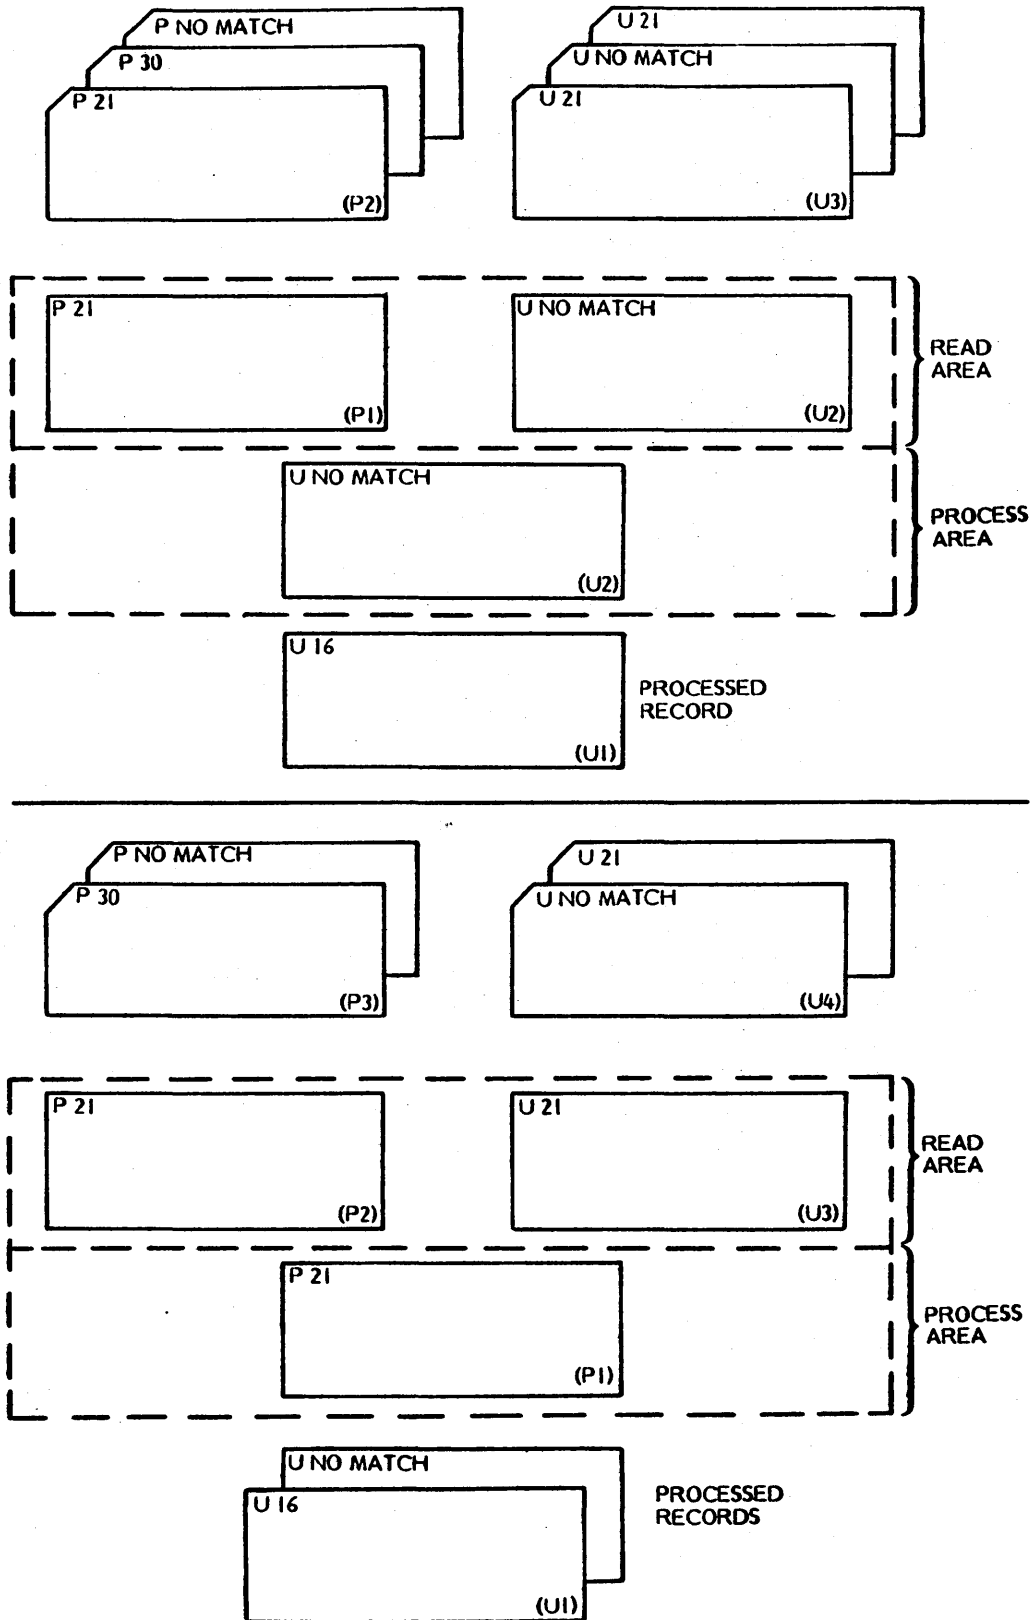 P NO MATCH
P 30
P 21
(P2)
U 21
U NO MATCH
U 21
(U3)
P 21
(P1)
U NO MATCH
(U2)
READ
AREA
U NO MATCH
(U2)
PROCESS
AREA
U 16
(U1)
PROCESSED
RECORD
P NO MATCH
P 30
(P3)
U 21
U NO MATCH
(U4)
P 21
(P2)
U 21
(U3)
READ
AREA
P 21
(P1)
PROCESS
AREA
U NO MATCH
U 16
(U1)
PROCESSED
RECORDS